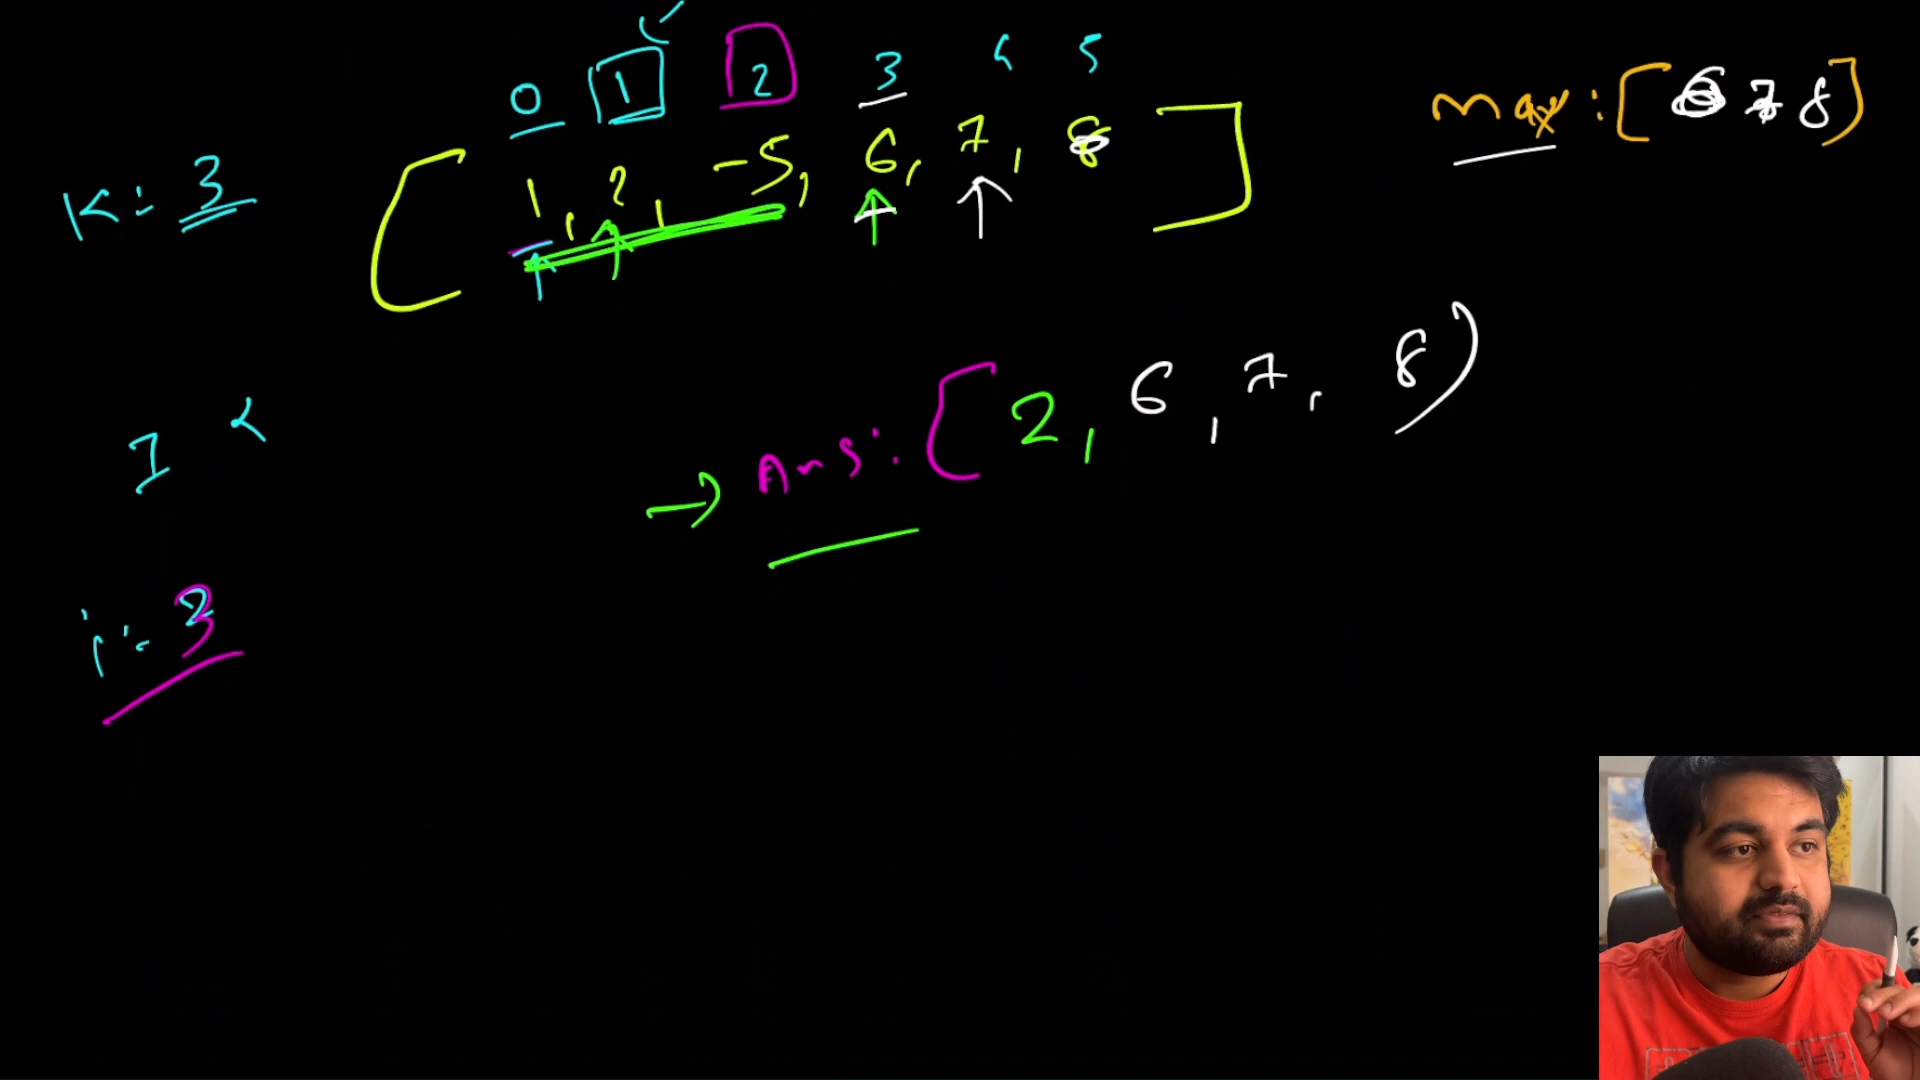 0 1 2 3 4 5
max: [ 6 7 8 ]
K: 3
[ 1, 2, -5, 6, 7, 8 ]
Ans: [ 2, 6, 7, 8 )
1 <
i: 3